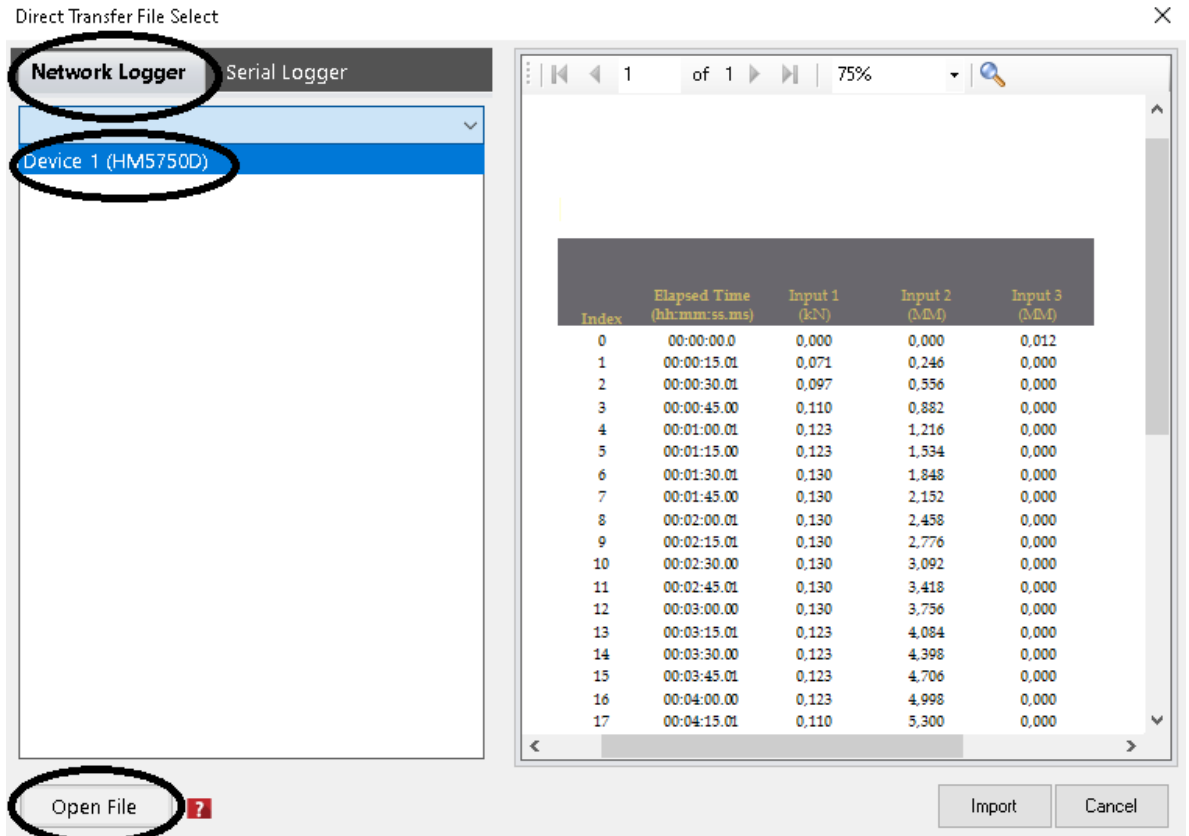 Direct Transfer File Select
Network Logger Serial Logger
Device 1 (HM5750D)
1 of 1 75%
Index Elapsed Time (hh:mm:ss.ms) Input 1 (kN) Input 2 (MM) Input 3 (MM)
0 00:00:00.0 0,000 0,000 0,012
1 00:00:15.01 0,071 0,246 0,000
2 00:00:30.01 0,097 0,556 0,000
3 00:00:45.00 0,110 0,882 0,000
4 00:01:00.01 0,123 1,216 0,000
5 00:01:15.00 0,123 1,534 0,000
6 00:01:30.01 0,130 1,848 0,000
7 00:01:45.00 0,130 2,152 0,000
8 00:02:00.01 0,130 2,458 0,000
9 00:02:15.01 0,130 2,776 0,000
10 00:02:30.00 0,130 3,092 0,000
11 00:02:45.01 0,130 3,418 0,000
12 00:03:00.00 0,130 3,756 0,000
13 00:03:15.01 0,123 4,084 0,000
14 00:03:30.00 0,123 4,398 0,000
15 00:03:45.01 0,123 4,706 0,000
16 00:04:00.00 0,123 4,998 0,000
17 00:04:15.01 0,110 5,300 0,000
Open File ? Import Cancel